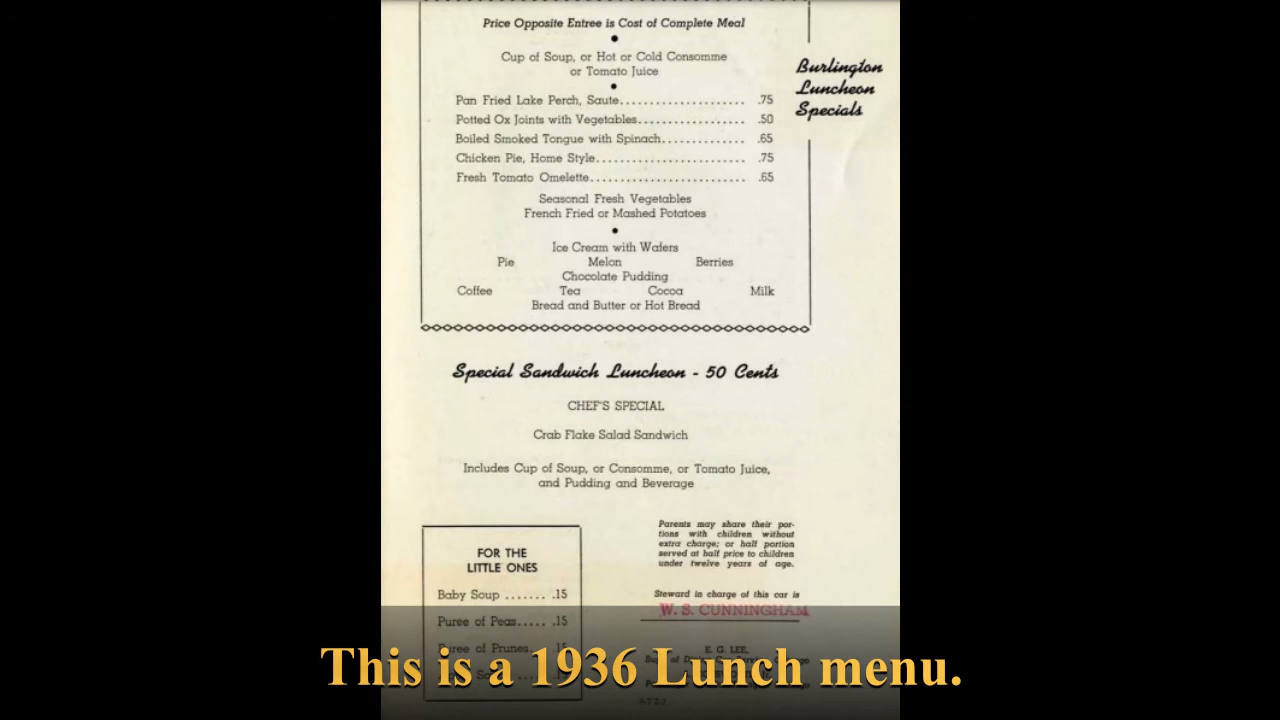 Price Opposite Entree is Cost of Complete Meal
Cup of Soup, or Hot or Cold Consomme
or Tomato Juice
Burlington
Luncheon
Specials
Pan Fried Lake Perch, Saute..................... .75
Potted Ox Joints with Vegetables.................. .50
Boiled Smoked Tongue with Spinach.............. .65
Chicken Pie, Home Style......................... .75
Fresh Tomato Omelette.......................... .65
Seasonal Fresh Vegetables
French Fried or Mashed Potatoes
Ice Cream with Wafers
Pie Melon Berries
Chocolate Pudding
Coffee Tea Cocoa Milk
Bread and Butter or Hot Bread
Special Sandwich Luncheon - 50 Cents
CHEF'S SPECIAL
Crab Flake Salad Sandwich
Includes Cup of Soup, or Consomme, or Tomato Juice,
and Pudding and Beverage
FOR THE
LITTLE ONES
Baby Soup ....... .15
Puree of Peas..... .15
Puree of Prunes.. .15
Parents may share their por-
tions with children without
extra charge; or half portion
served at half price to children
under twelve years of age.
Steward in charge of this car is
W. S. CUNNINGHAM
E. G. LEE,
This is a 1936 Lunch menu.